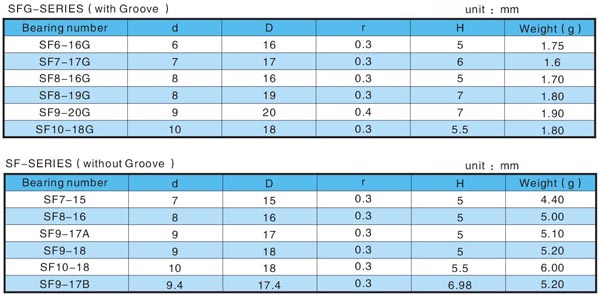 SFG-SERIES ( with Groove ) unit : mm
Bearing number d D r H Weight (g)
SF6-16G 6 16 0.3 5 1.75
SF7-17G 7 17 0.3 6 1.6
SF8-16G 8 16 0.3 5 1.70
SF8-19G 8 19 0.3 7 1.80
SF9-20G 9 20 0.4 7 1.90
SF10-18G 10 18 0.3 5.5 1.80
SF-SERIES ( without Groove ) unit : mm
Bearing number d D r H Weight (g)
SF7-15 7 15 0.3 5 4.40
SF8-16 8 16 0.3 5 5.00
SF9-17A 9 17 0.3 5 5.10
SF9-18 9 18 0.3 5 5.20
SF10-18 10 18 0.3 5.5 6.00
SF9-17B 9.4 17.4 0.3 6.98 5.20